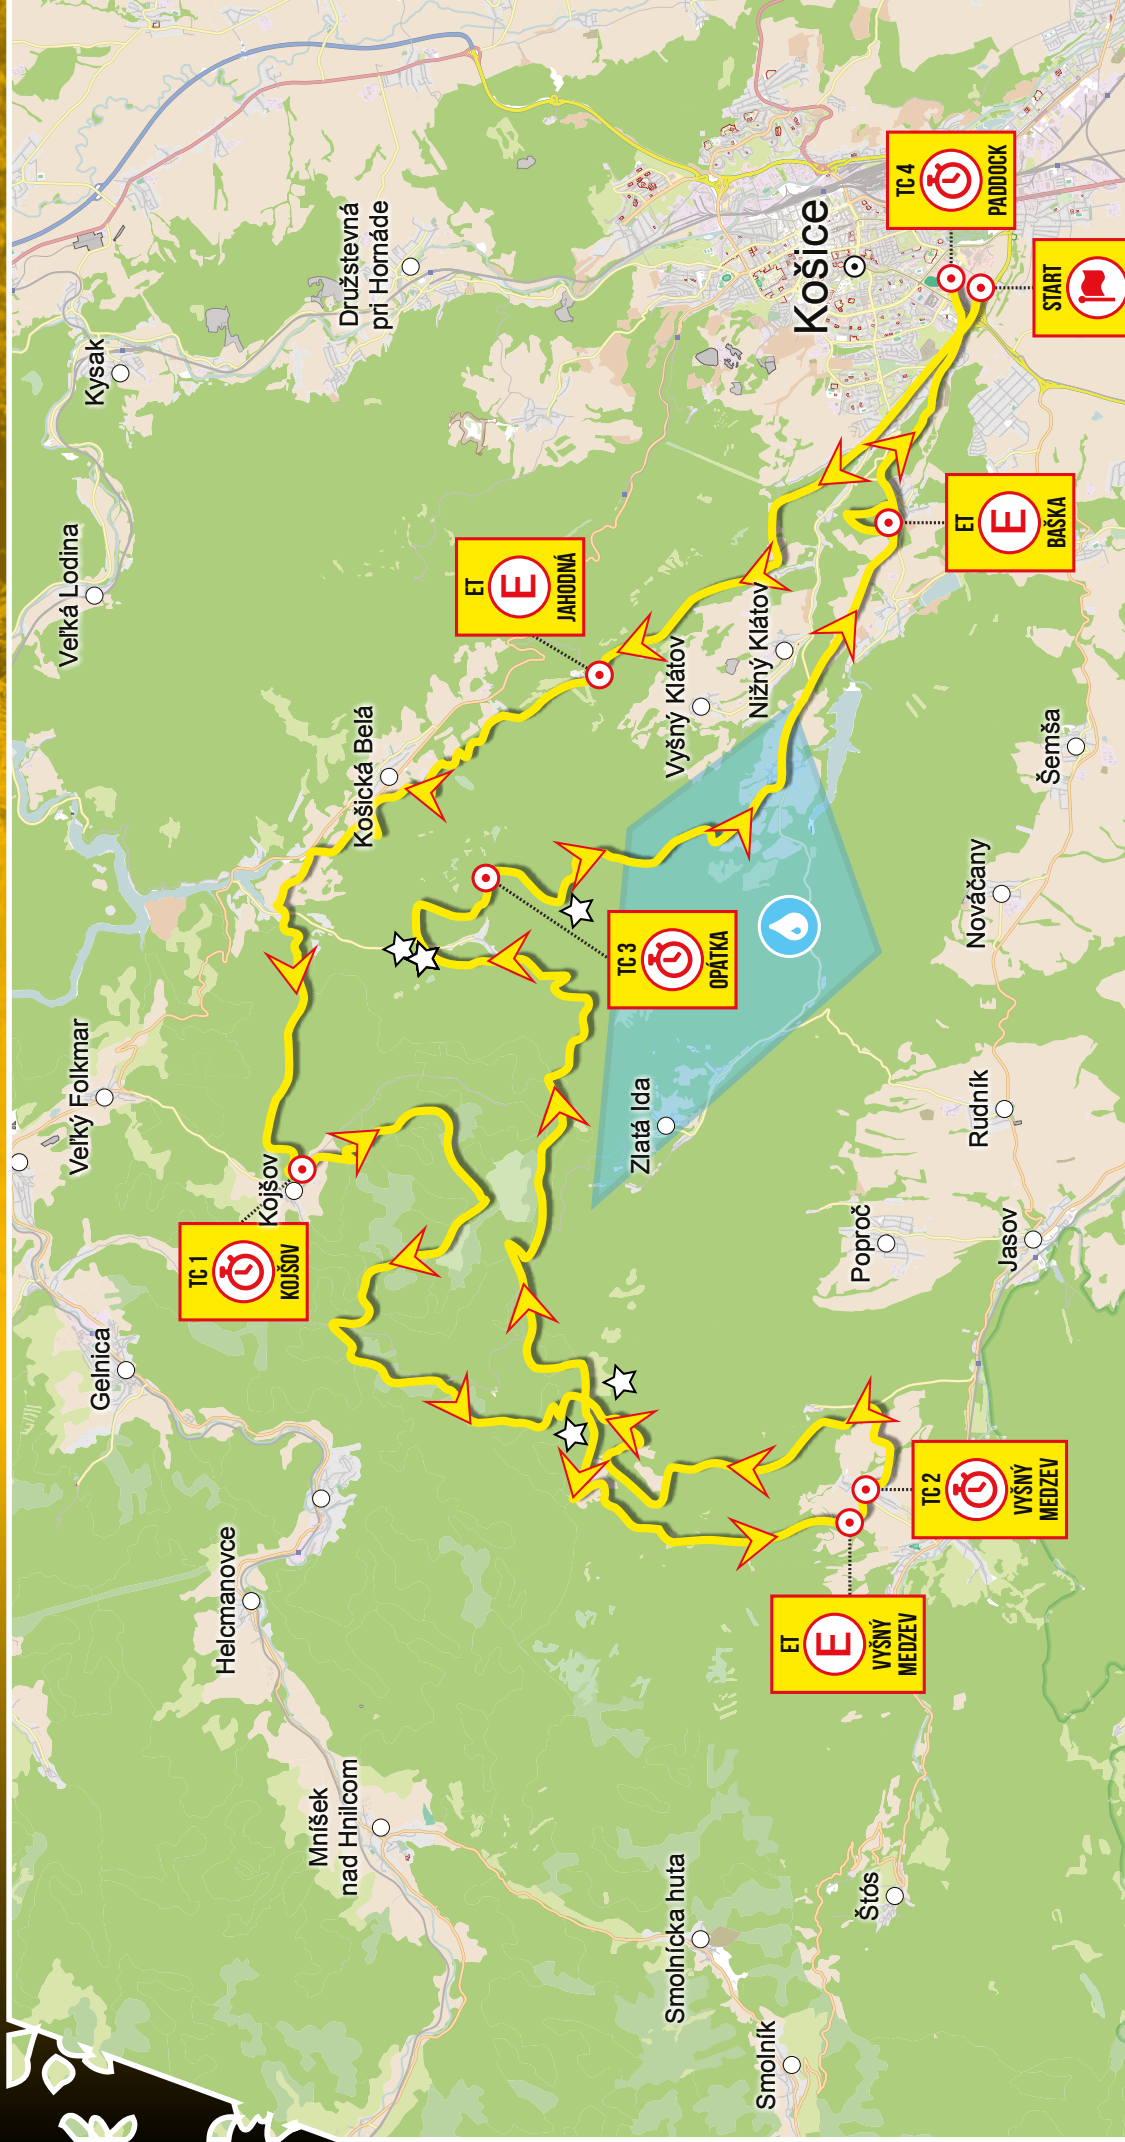 Smolník
Smolnícka huta
Štós
Mníšek
nad Hnilcom
Helcmanovce
Gelnica
ET
E
VYŠNÝ
MEDZEV
TC 2
VYŠNÝ
MEDZEV
TC 1
KOJŠOV
Kojšov
Veľký Folkmar
Poproč
Jasov
Rudník
Zlatá Ida
Nováčany
Šemša
TC 3
OPÁTKA
Košická Belá
Veľká Lodina
Kysak
Družstevná
pri Hornáde
ET
E
JAHODNÁ
Vyšný Klátov
Nižný Klátov
ET
E
BAŠKA
Košice
TC 4
PADDOCK
START